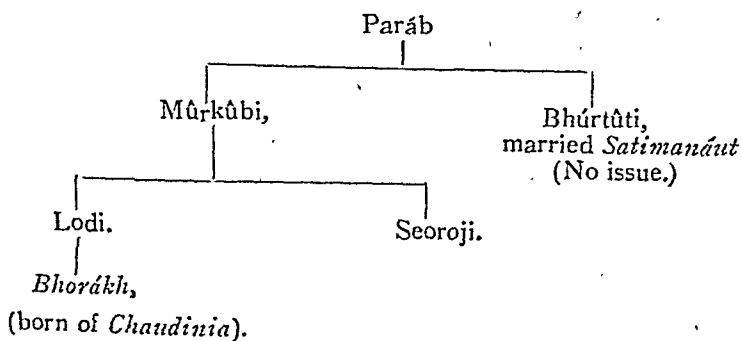 Paráb
Mûrkûbi,
Bhúrtûti,
married Satimanáut
(No issue.)
Lodi.
Seoroji.
Bhorákh,
(born of Chaudinia).